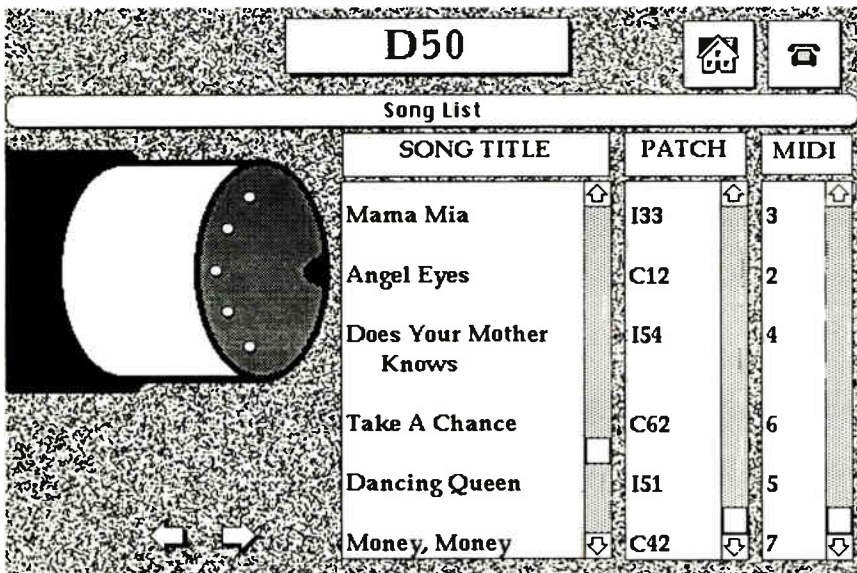 D50
Song List
SONG TITLE PATCH MIDI
Mama Mia I33 3
Angel Eyes C12 2
Does Your Mother I54 4
Knows
Take A Chance C62 6
Dancing Queen I51 5
Money, Money C42 7